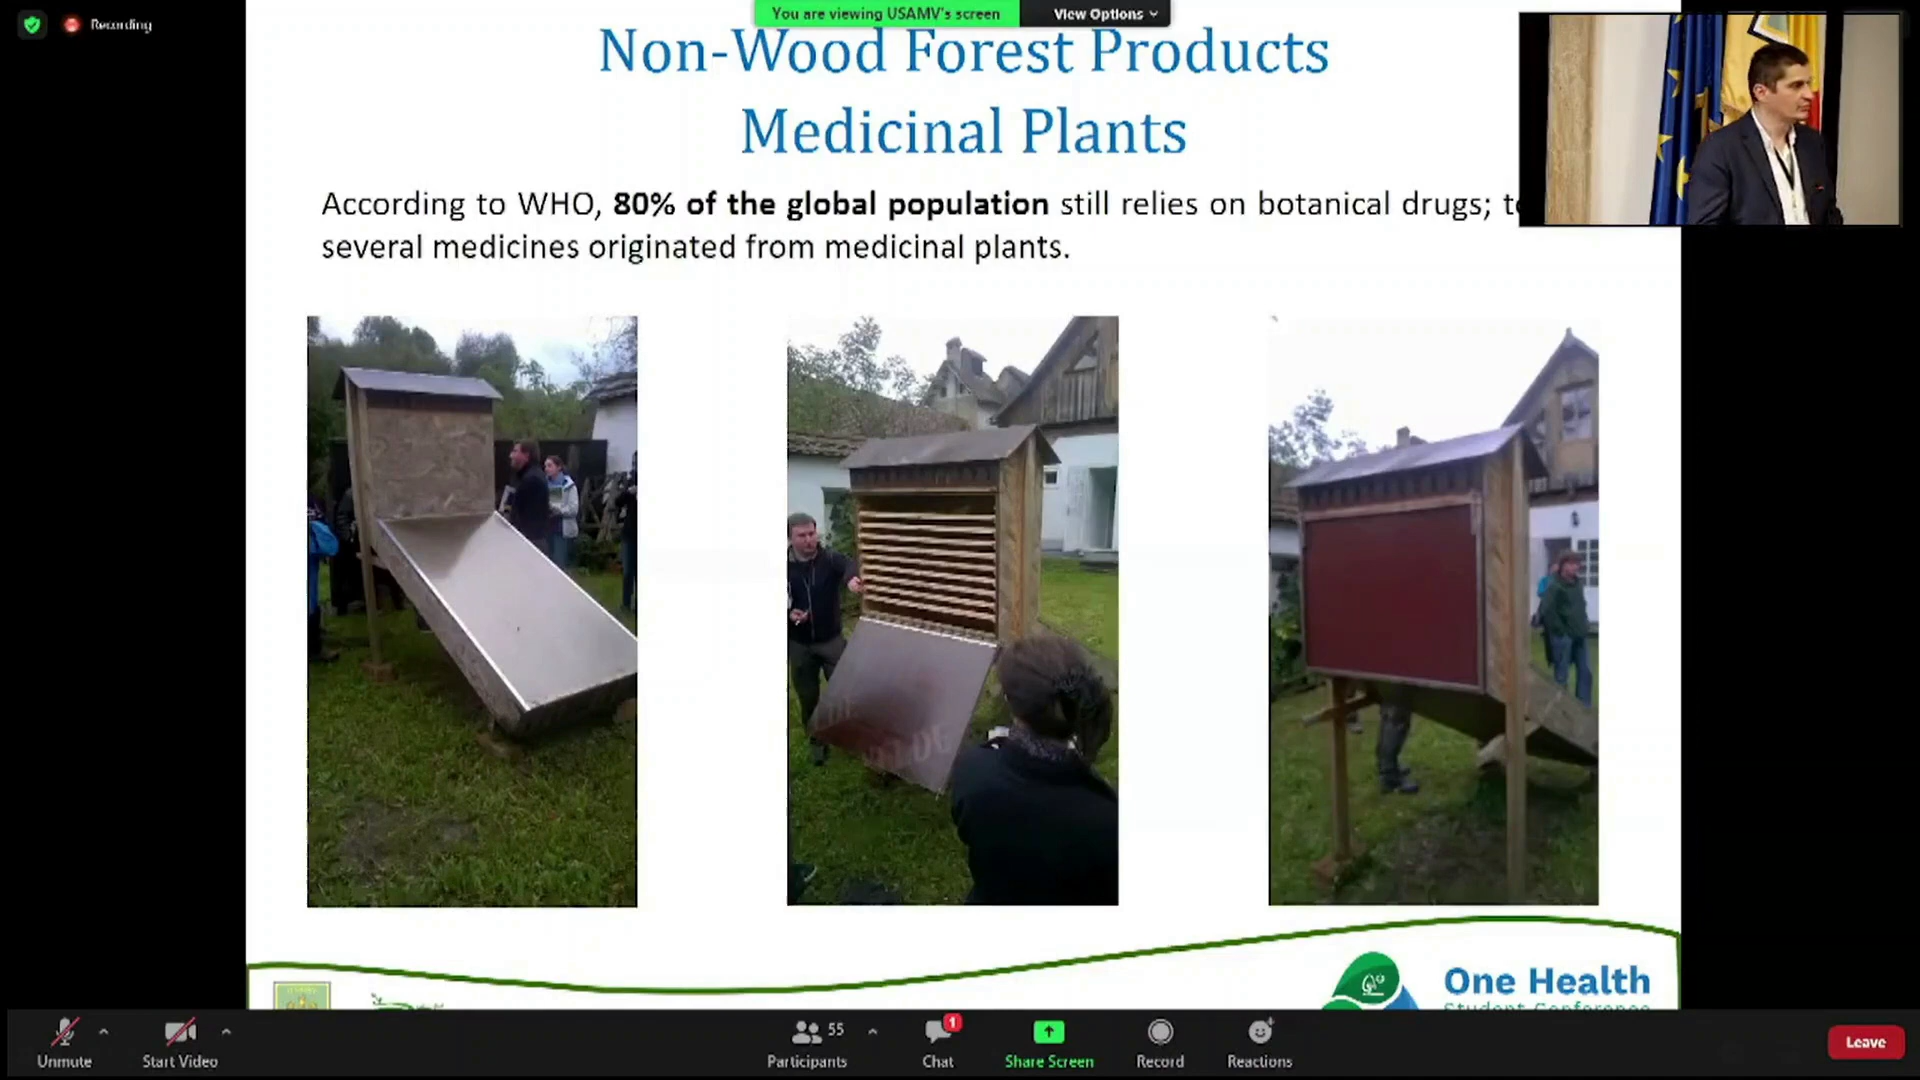 Recording
You are viewing USAMV's screen
View Options
Non-Wood Forest Products
Medicinal Plants
According to WHO, 80% of the global population still relies on botanical drugs;
several medicines originated from medicinal plants.
One Health
Student Conference
Unmute
Start Video
55
Participants
1
Chat
Share Screen
Record
Reactions
Leave